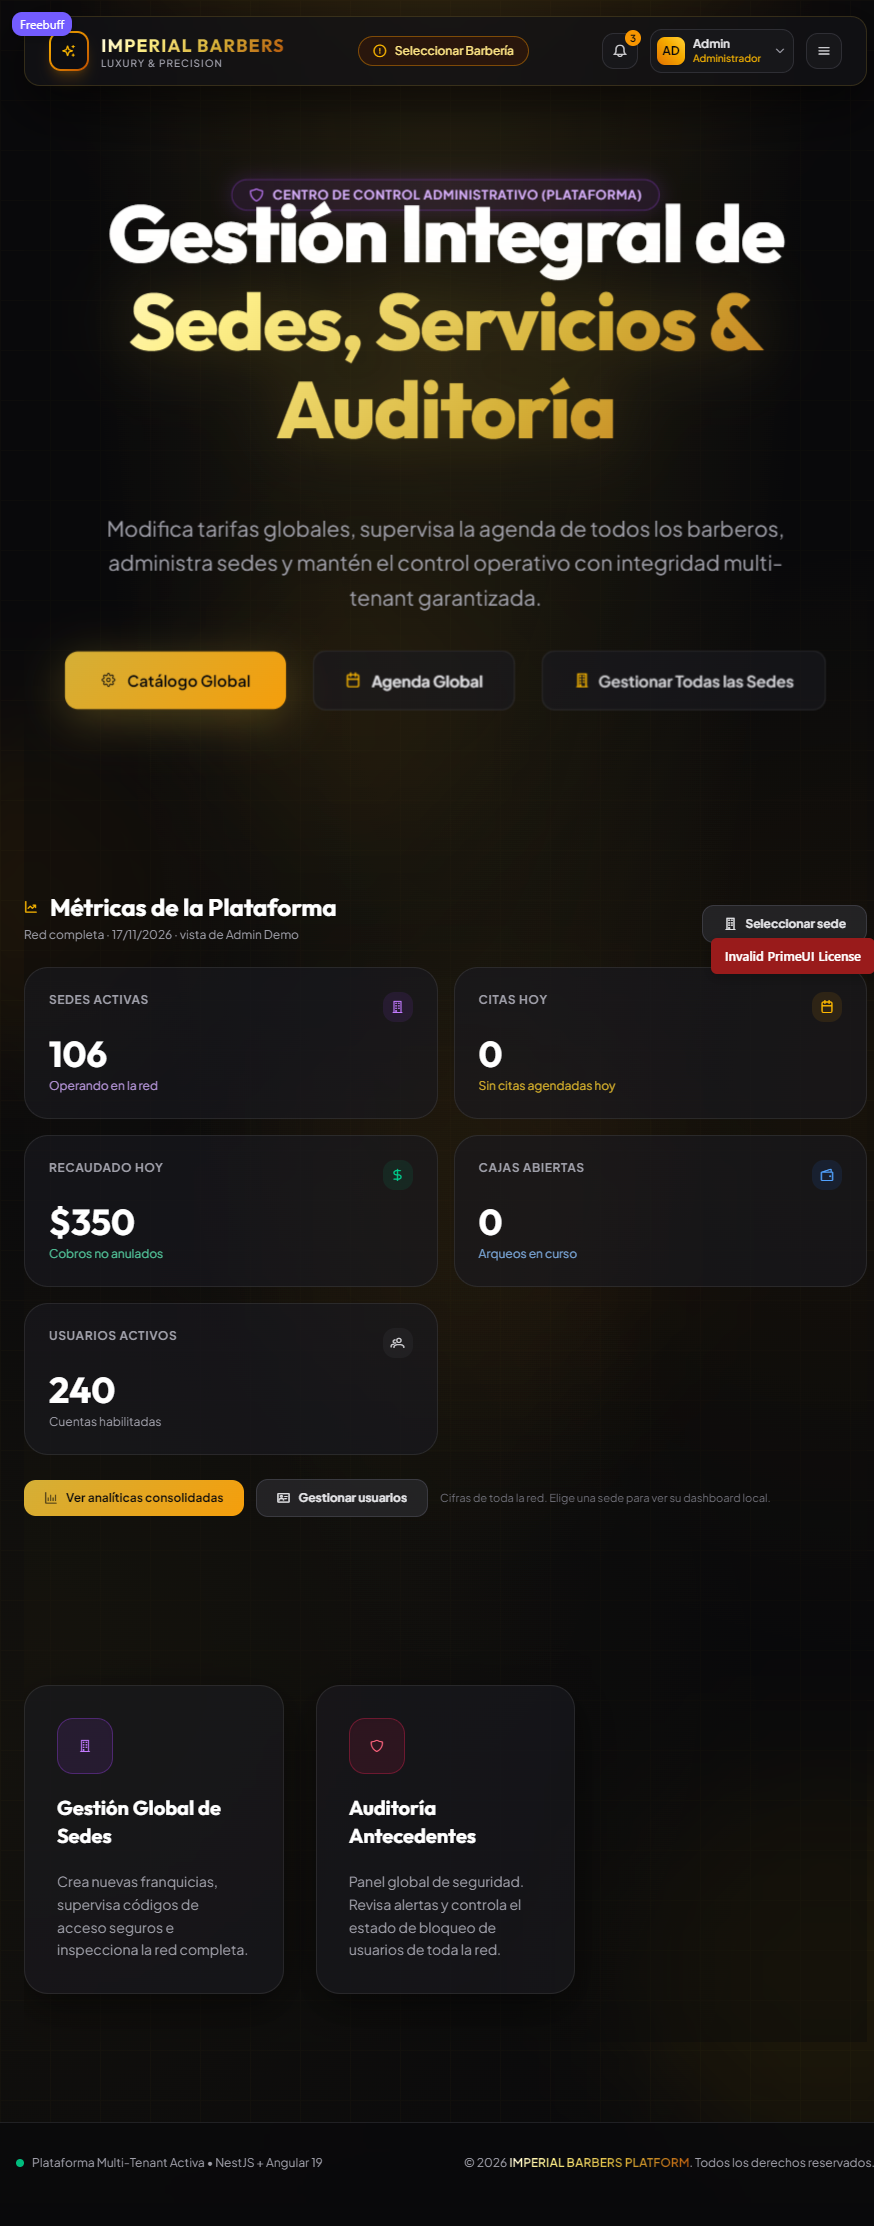 Freebuff
IMPERIAL BARBERS
LUXURY & PRECISION
Seleccionar Barbería
3
AD
Admin
Administrador
CENTRO DE CONTROL ADMINISTRATIVO (PLATAFORMA)
Gestión Integral de
Sedes, Servicios &
Auditoría
Modifica tarifas globales, supervisa la agenda de todos los barberos,
administra sedes y mantén el control operativo con integridad multi-
tenant garantizada.
Catálogo Global
Agenda Global
Gestionar Todas las Sedes
Métricas de la Plataforma
Red completa · 17/11/2026 · vista de Admin Demo
Seleccionar sede
Invalid PrimeUI License
SEDES ACTIVAS
106
Operando en la red
CITAS HOY
0
Sin citas agendadas hoy
RECAUDADO HOY
$350
Cobros no anulados
CAJAS ABIERTAS
0
Arqueos en curso
USUARIOS ACTIVOS
240
Cuentas habilitadas
Ver analíticas consolidadas
Gestionar usuarios
Cifras de toda la red. Elige una sede para ver su dashboard local.
Gestión Global de
Sedes
Crea nuevas franquicias,
supervisa códigos de
acceso seguros e
inspecciona la red completa.
Auditoría
Antecedentes
Panel global de seguridad.
Revisa alertas y controla el
estado de bloqueo de
usuarios de toda la red.
Plataforma Multi-Tenant Activa • NestJS + Angular 19
© 2026 IMPERIAL BARBERS PLATFORM. Todos los derechos reservados.